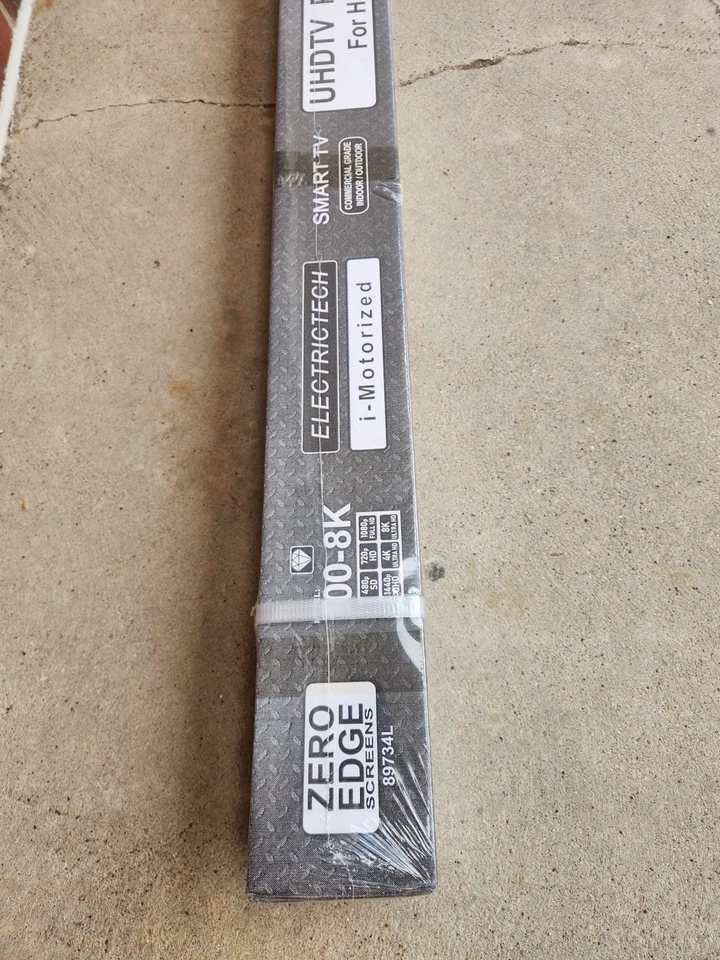 UHDTV
For H
SMART TV
COMMERCIAL GRADE
INDOOR / OUTDOOR
ELECTRICTECH
i-Motorized
00-8K
480p SD
720p HD
1080p FULL HD
1440p
4K ULTRA HD
8K ULTRA HD
ZERO
EDGE
SCREENS
89734L